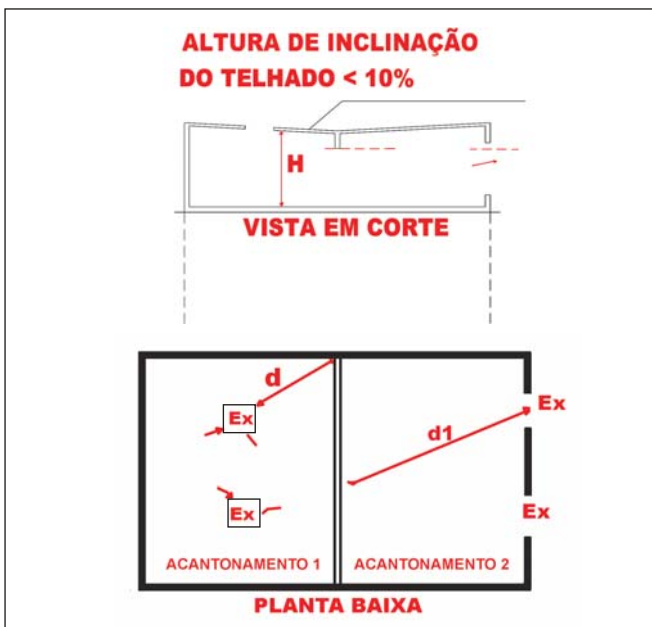 ALTURA DE INCLINAÇÃO
DO TELHADO < 10%
H
VISTA EM CORTE
d
Ex
Ex
d1
Ex
Ex
ACANTONAMENTO 1
ACANTONAMENTO 2
PLANTA BAIXA